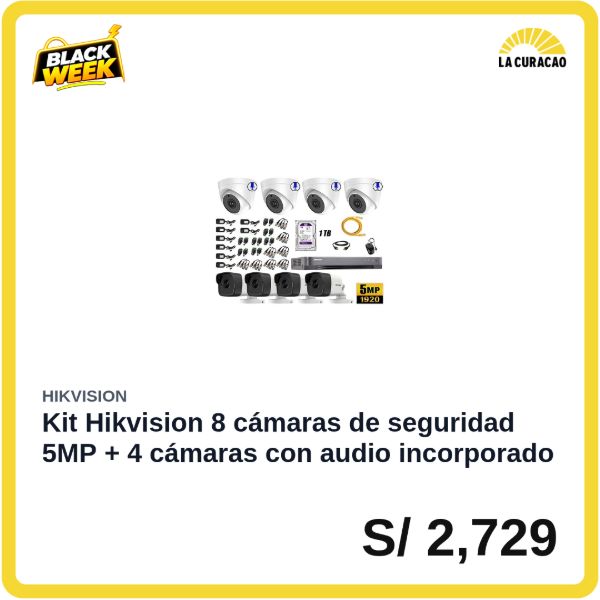 BLACK
WEEK
LA CURACAO
1TB
5MP
1920
HIKVISION
Kit Hikvision 8 cámaras de seguridad
5MP + 4 cámaras con audio incorporado
S/ 2,729